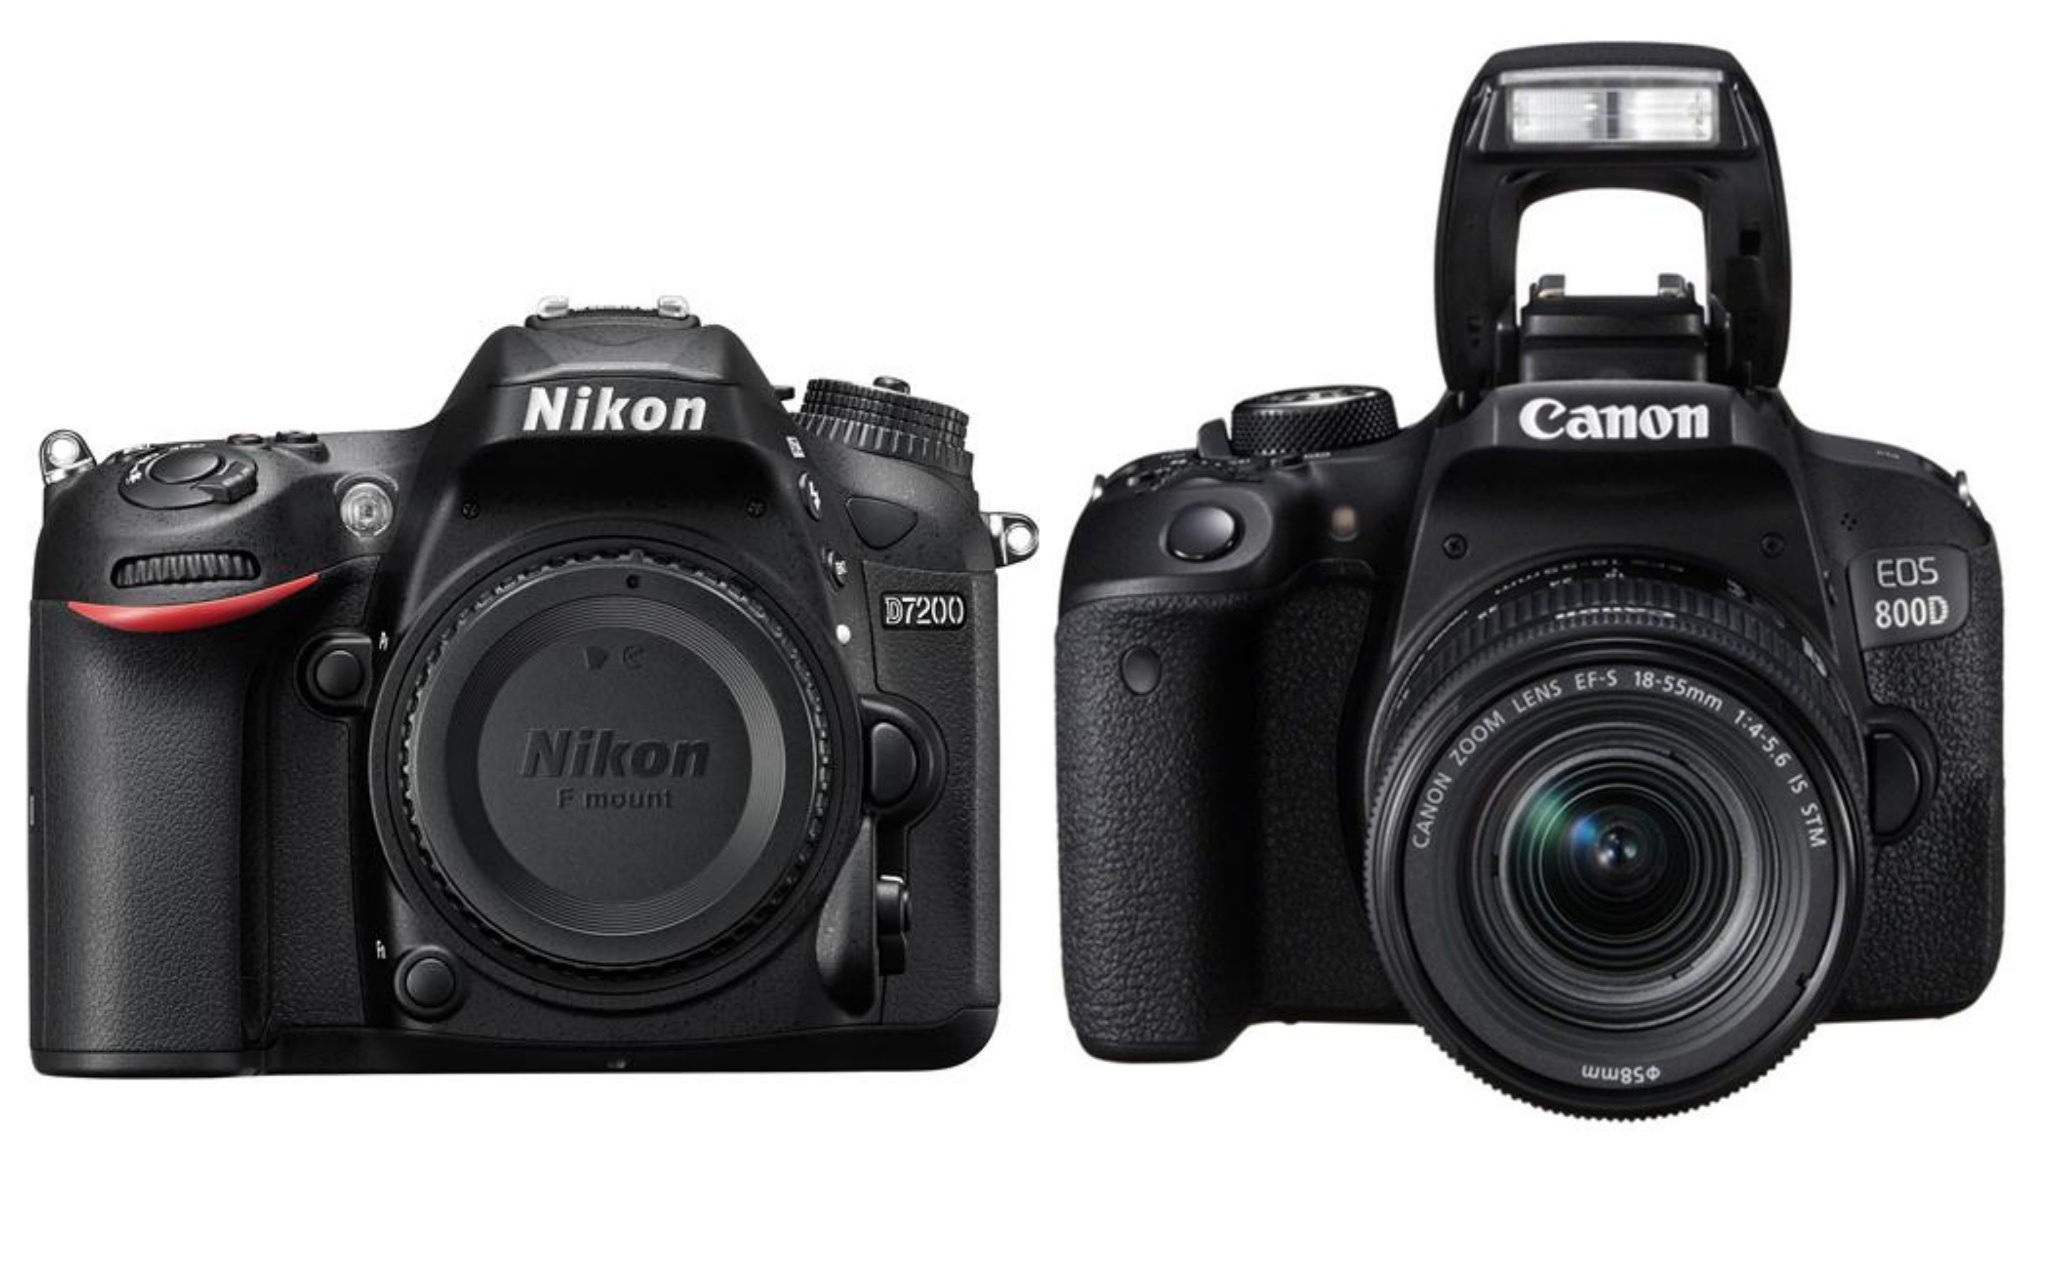 Nikon
D7200
Nikon
F mount
Canon
EOS
800D
CANON ZOOM LENS EF-S 18-55mm 1:4-5.6 IS STM
Φ58mm